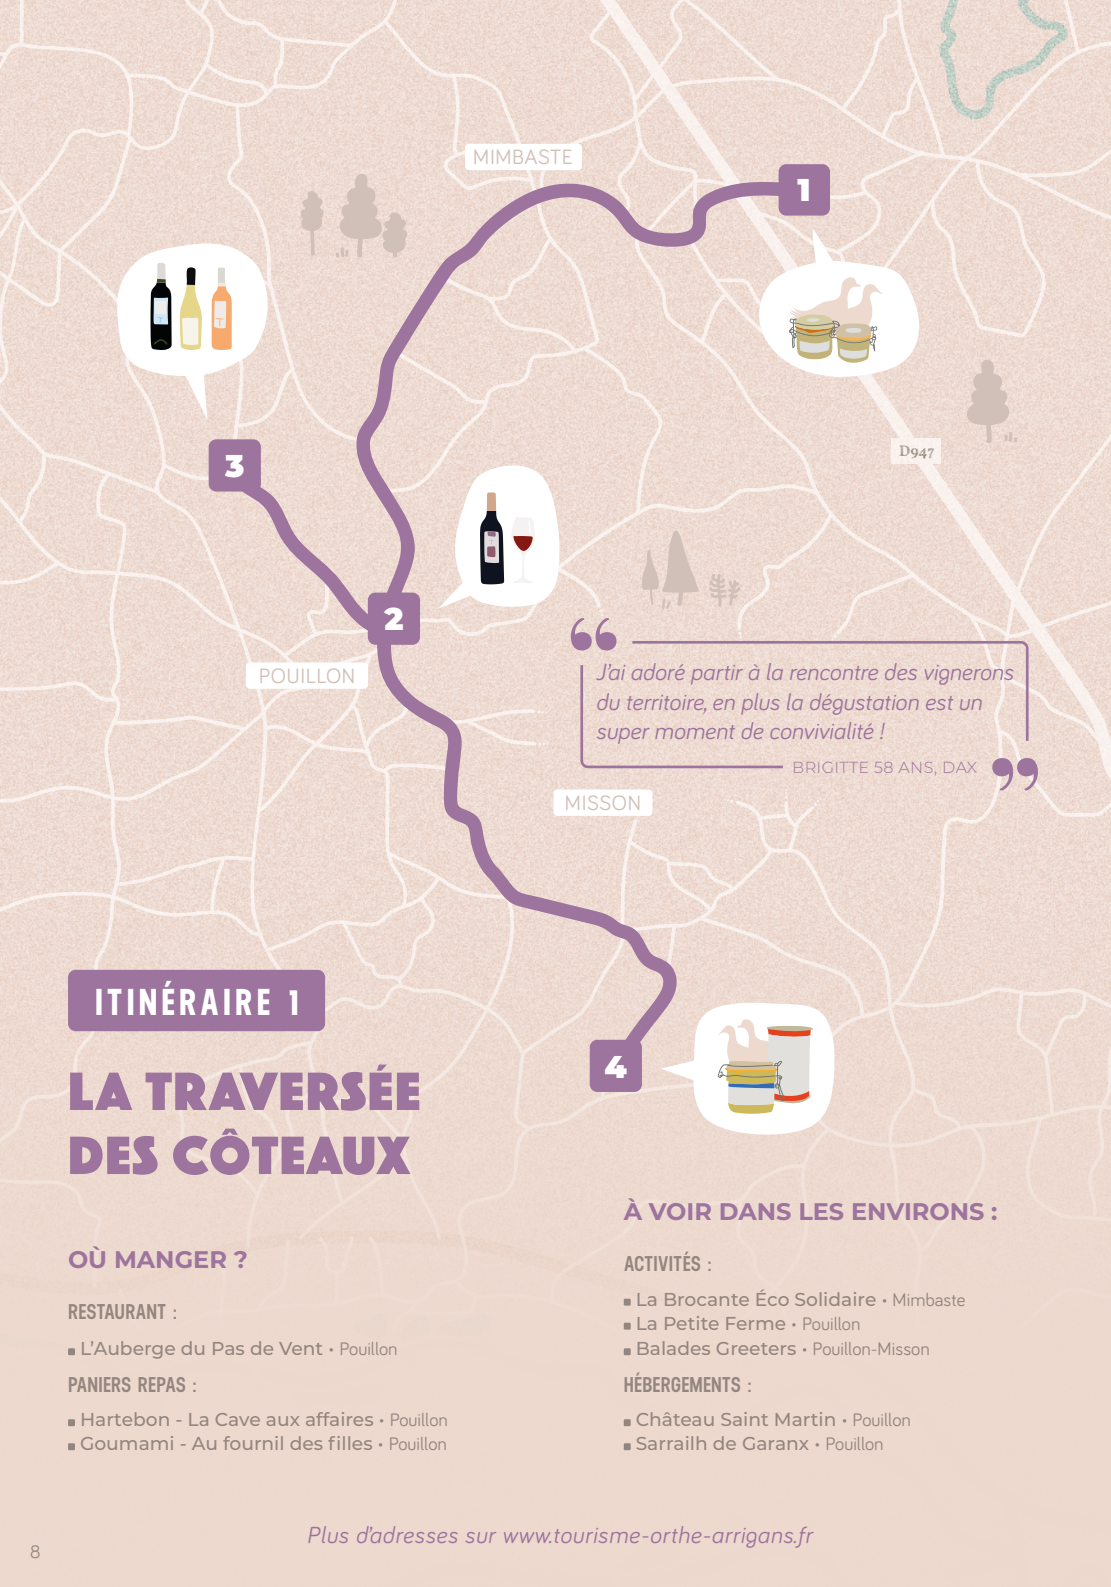 MIMBASTE
1
3
D947
2
POUILLON
“
J'ai adoré partir à la rencontre des vignerons
du territoire, en plus la dégustation est un
super moment de convivialité !
BRIGITTE 58 ANS, DAX
”
MISSON
4
ITINÉRAIRE 1
LA TRAVERSÉE
DES CÔTEAUX
OÙ MANGER ?
RESTAURANT :
▪ L'Auberge du Pas de Vent • Pouillon
PANIERS REPAS :
▪ Hartebon - La Cave aux affaires • Pouillon
▪ Goumami - Au fournil des filles • Pouillon
À VOIR DANS LES ENVIRONS :
ACTIVITÉS :
▪ La Brocante Éco Solidaire • Mimbaste
▪ La Petite Ferme • Pouillon
▪ Balades Greeters • Pouillon-Misson
HÉBERGEMENTS :
▪ Château Saint Martin • Pouillon
▪ Sarrailh de Garanx • Pouillon
Plus d'adresses sur www.tourisme-orthe-arrigans.fr
8